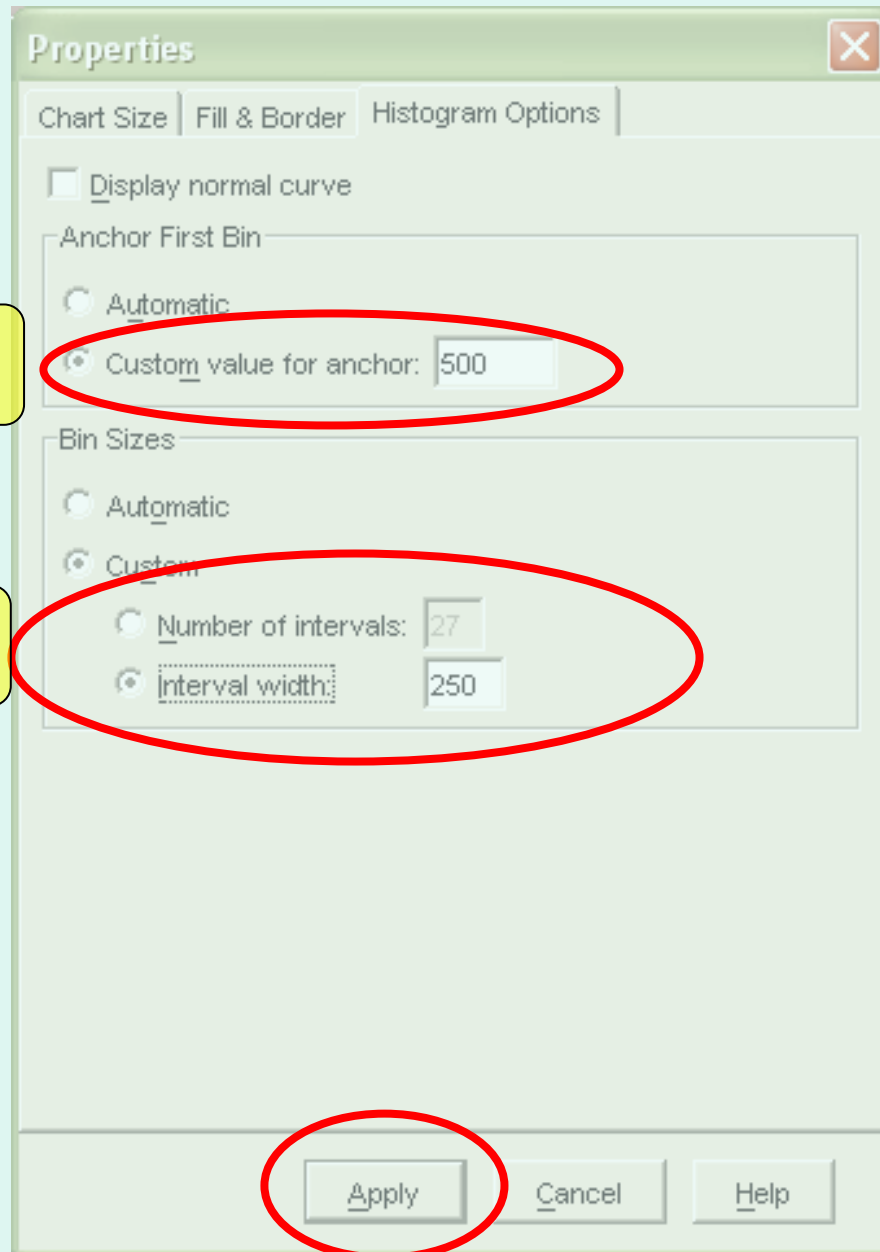 Properties
Chart Size Fill & Border Histogram Options
Display normal curve
Anchor First Bin
Automatic
Custom value for anchor: 500
Bin Sizes
Automatic
Custom
Number of intervals: 27
Interval width: 250
Apply Cancel Help